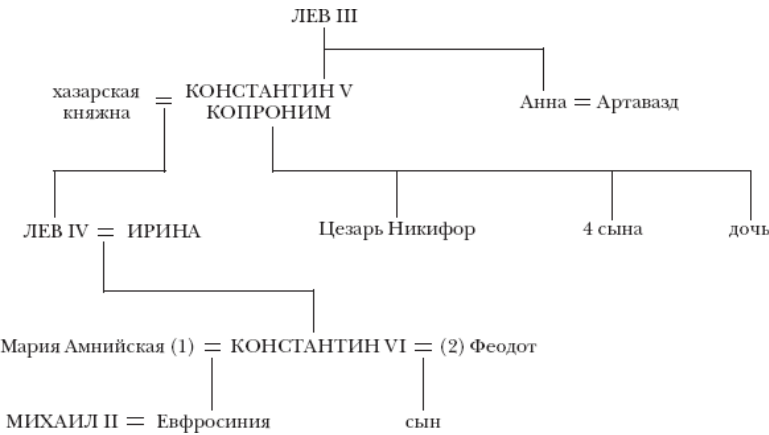 ЛЕВ III
хазарская княжна = КОНСТАНТИН V КОПРОНИМ
Анна = Артавазд
ЛЕВ IV = ИРИНА
Цезарь Никифор
4 сына
дочь
Мария Амнийская (1) = КОНСТАНТИН VI = (2) Феодот
МИХАИЛ II = Евфросиния
сын